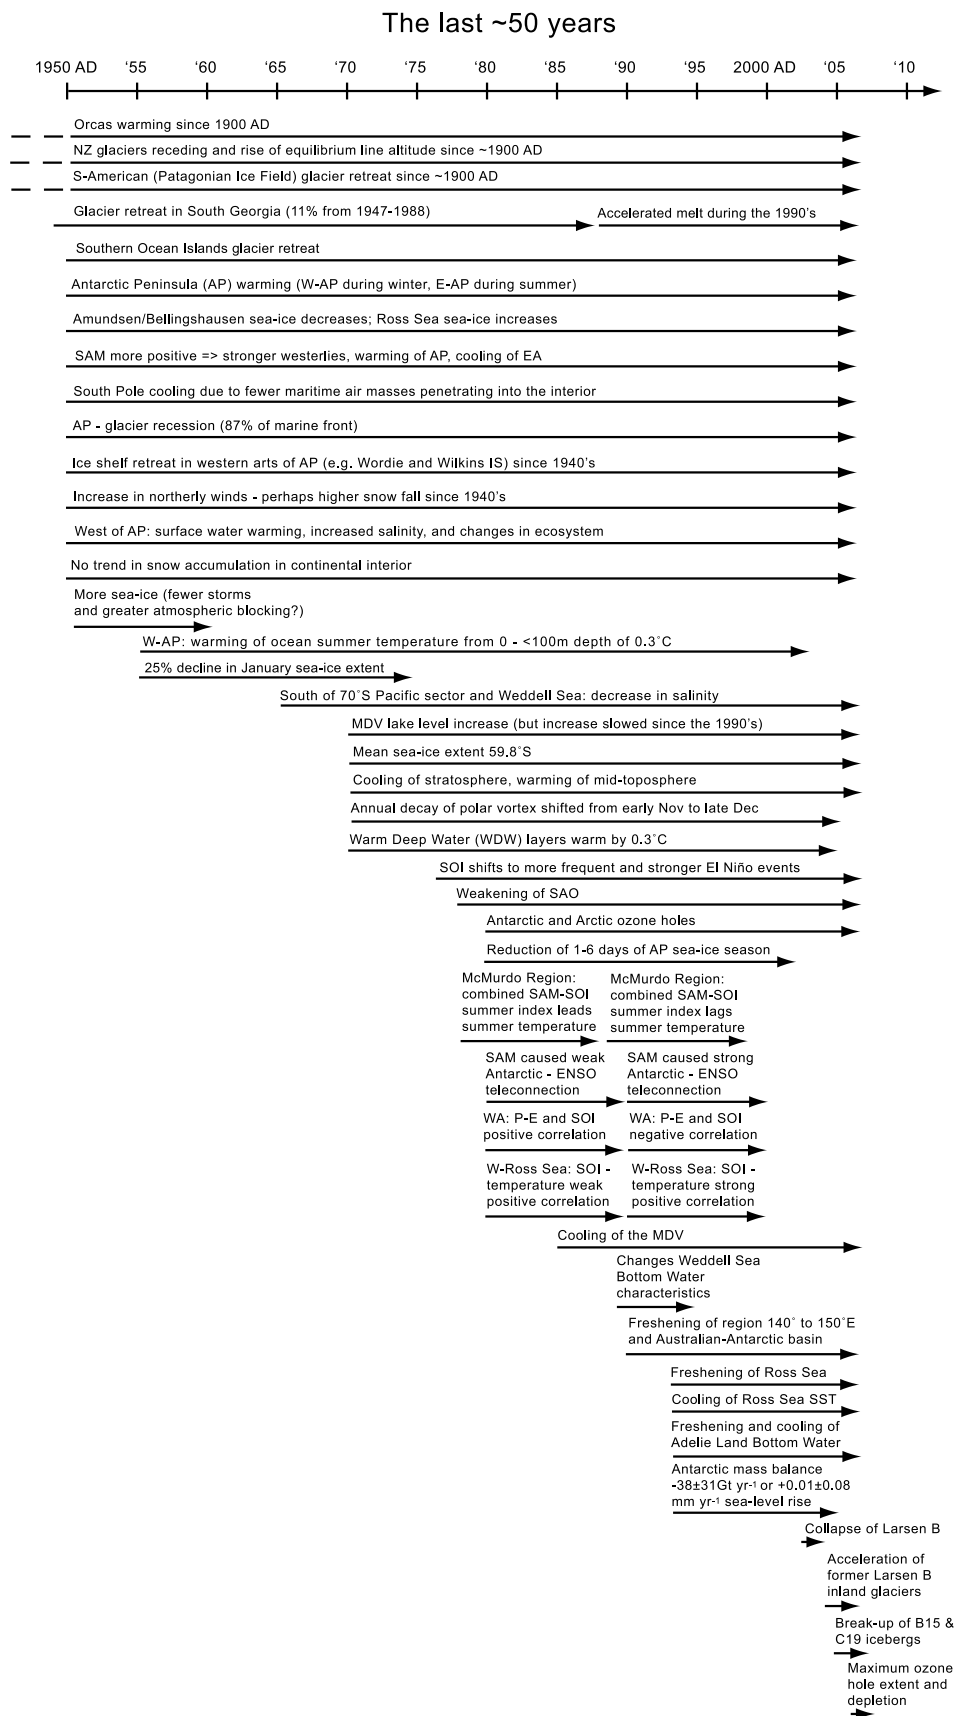 The last ~50 years
1950 AD ‘55 ‘60 ‘65 ‘70 ‘75 ‘80 ‘85 ‘90 ‘95 2000 AD ‘05 ‘10
Orcas warming since 1900 AD
NZ glaciers receding and rise of equilibrium line altitude since ~1900 AD
S-American (Patagonian Ice Field) glacier retreat since ~1900 AD
Glacier retreat in South Georgia (11% from 1947-1988)
Accelerated melt during the 1990’s
Southern Ocean Islands glacier retreat
Antarctic Peninsula (AP) warming (W-AP during winter, E-AP during summer)
Amundsen/Bellingshausen sea-ice decreases; Ross Sea sea-ice increases
SAM more positive => stronger westerlies, warming of AP, cooling of EA
South Pole cooling due to fewer maritime air masses penetrating into the interior
AP - glacier recession (87% of marine front)
Ice shelf retreat in western arts of AP (e.g. Wordie and Wilkins IS) since 1940’s
Increase in northerly winds - perhaps higher snow fall since 1940’s
West of AP: surface water warming, increased salinity, and changes in ecosystem
No trend in snow accumulation in continental interior
More sea-ice (fewer storms
and greater atmospheric blocking?)
W-AP: warming of ocean summer temperature from 0 - <100m depth of 0.3˚C
25% decline in January sea-ice extent
South of 70˚S Pacific sector and Weddell Sea: decrease in salinity
MDV lake level increase (but increase slowed since the 1990’s)
Mean sea-ice extent 59.8˚S
Cooling of stratosphere, warming of mid-toposphere
Annual decay of polar vortex shifted from early Nov to late Dec
Warm Deep Water (WDW) layers warm by 0.3˚C
SOI shifts to more frequent and stronger El Niño events
Weakening of SAO
Antarctic and Arctic ozone holes
Reduction of 1-6 days of AP sea-ice season
McMurdo Region:
combined SAM-SOI
summer index leads
summer temperature
McMurdo Region:
combined SAM-SOI
summer index lags
summer temperature
SAM caused weak
Antarctic - ENSO
teleconnection
SAM caused strong
Antarctic - ENSO
teleconnection
WA: P-E and SOI
positive correlation
WA: P-E and SOI
negative correlation
W-Ross Sea: SOI -
temperature weak
positive correlation
W-Ross Sea: SOI -
temperature strong
positive correlation
Cooling of the MDV
Changes Weddell Sea
Bottom Water
characteristics
Freshening of region 140˚ to 150˚E
and Australian-Antarctic basin
Freshening of Ross Sea
Cooling of Ross Sea SST
Freshening and cooling of
Adelie Land Bottom Water
Antarctic mass balance
-38±31Gt yr⁻¹ or +0.01±0.08
mm yr⁻¹ sea-level rise
Collapse of Larsen B
Acceleration of
former Larsen B
inland glaciers
Break-up of B15 &
C19 icebergs
Maximum ozone
hole extent and
depletion